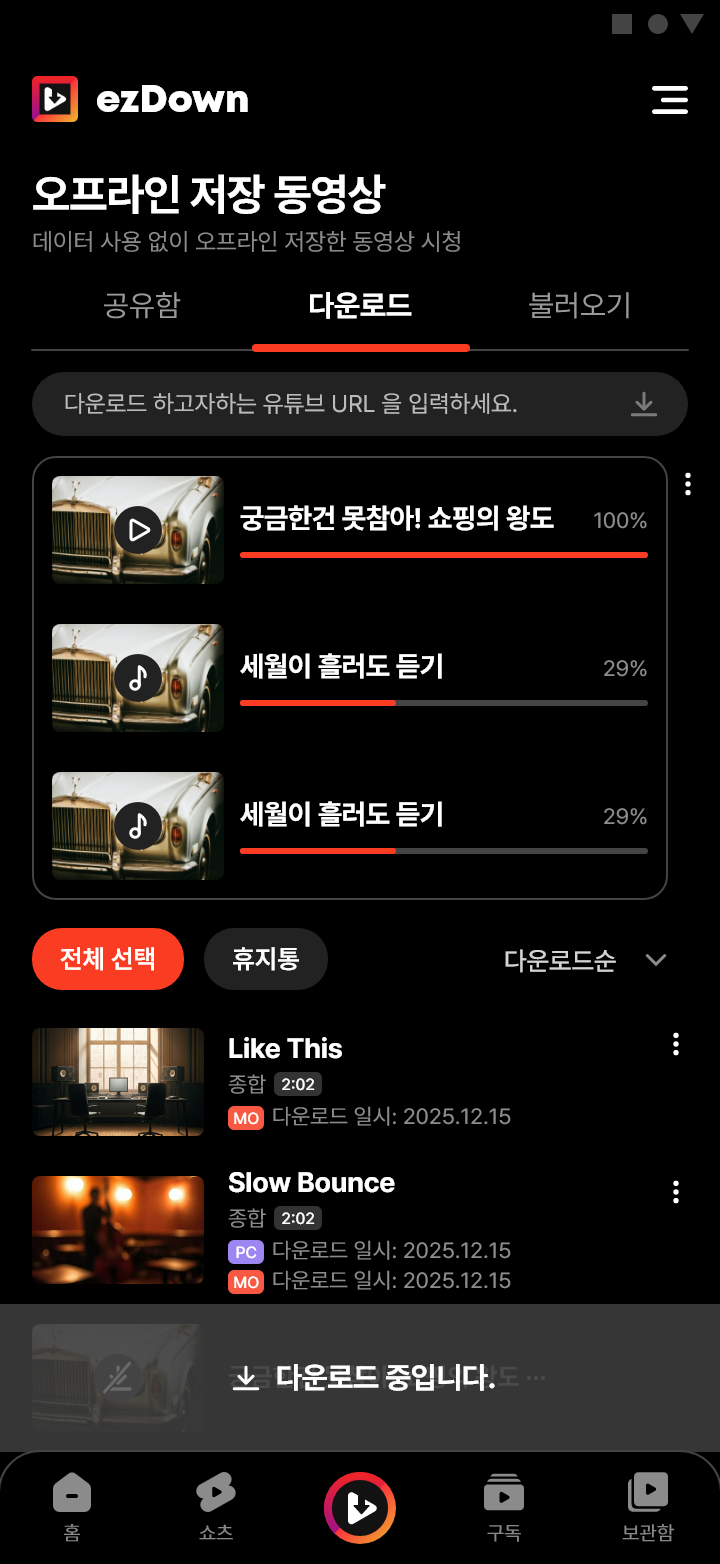 ezDown
오프라인 저장 동영상
데이터 사용 없이 오프라인 저장한 동영상 시청
공유함 다운로드 불러오기
다운로드 하고자하는 유튜브 URL 을 입력하세요.
궁금한건 못참아! 쇼핑의 왕도 100%
세월이 흘러도 듣기 29%
세월이 흘러도 듣기 29%
전체 선택 휴지통 다운로드순
Like This
종합 2:02
MO 다운로드 일시: 2025.12.15
Slow Bounce
종합 2:02
PC 다운로드 일시: 2025.12.15
MO 다운로드 일시: 2025.12.15
다운로드 중입니다.
홈 쇼츠 구독 보관함